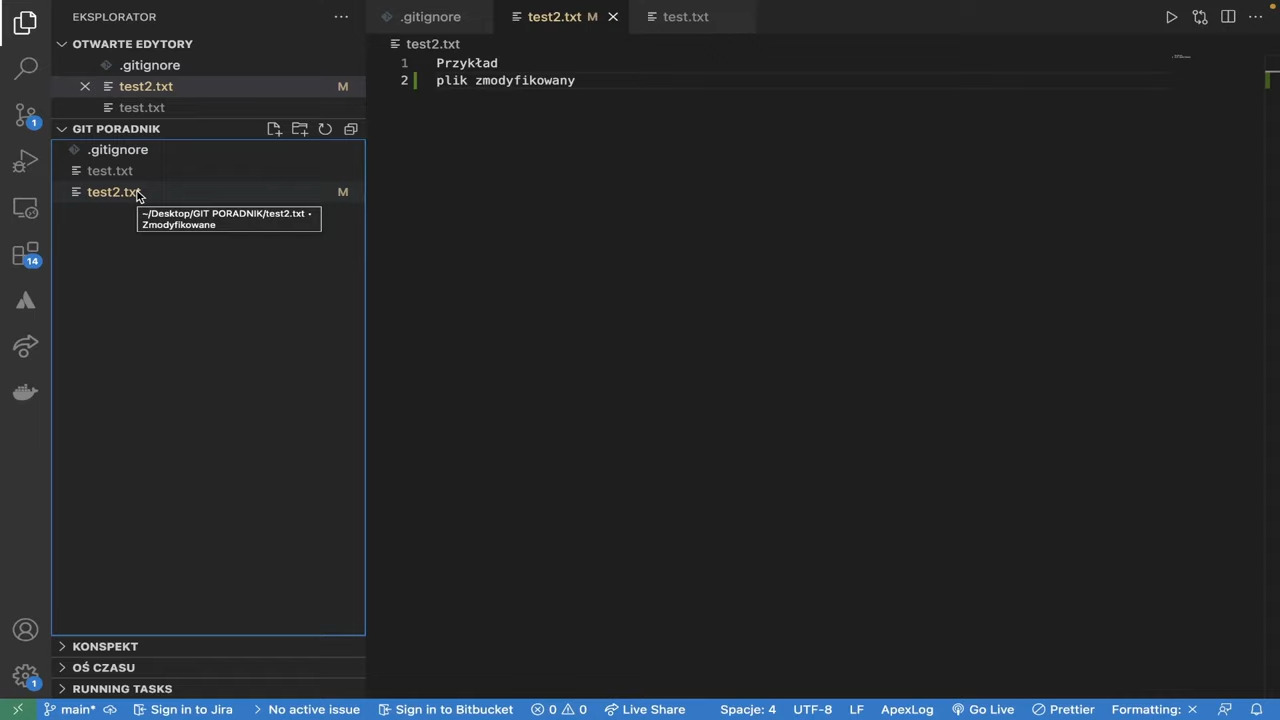 EKSPLORATOR
OTWARTE EDYTORY
.gitignore
test2.txt M
test.txt
GIT PORADNIK
.gitignore
test.txt
test2.txt M
~/Desktop/GIT PORADNIK/test2.txt •
Zmodyfikowane
KONSPEKT
OŚ CZASU
RUNNING TASKS
1
14
1
.gitignore
test2.txt M
test.txt
test2.txt
1 Przykład
2 plik zmodyfikowany
main* Sign in to Jira No active issue Sign in to Bitbucket 0 0 Live Share Spacje: 4 UTF-8 LF ApexLog Go Live Prettier Formatting: ×